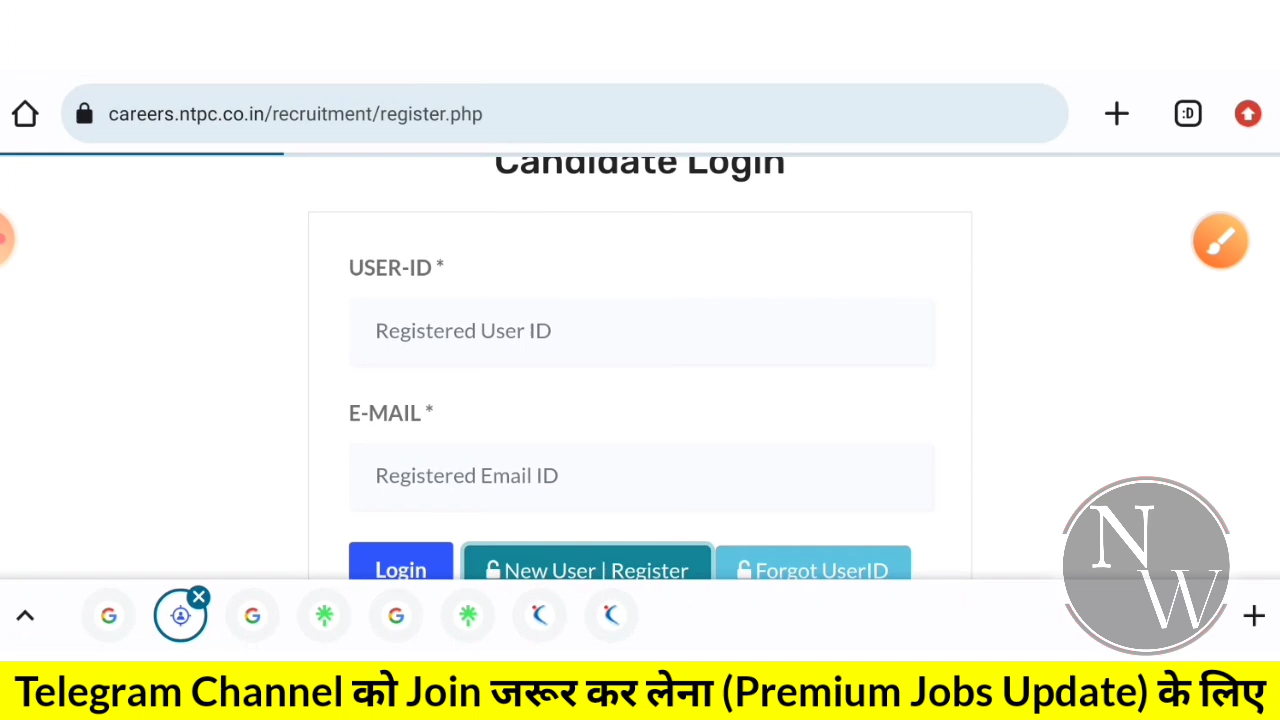 careers.ntpc.co.in/recruitment/register.php
:D
Candidate Login
USER-ID *
Registered User ID
E-MAIL *
Registered Email ID
Login
New User | Register
Forgot UserID
NW
Telegram Channel को Join जरूर कर लेना (Premium Jobs Update) के लिए